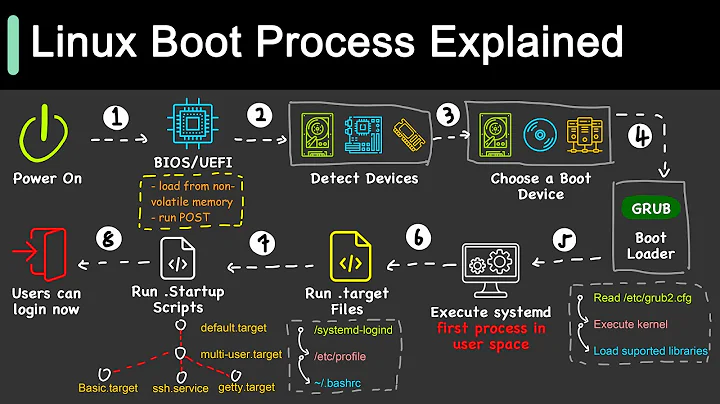 Linux Boot Process Explained
1
2
3
4
Power On
BIOS/UEFI
- load from non-
volatile memory
- run POST
Detect Devices
Choose a Boot
Device
GRUB
Boot
Loader
8
7
6
5
Users can
login now
Run .Startup
Scripts
Run .target
Files
Execute systemd
first process in
user space
Read /etc/grub2.cfg
Execute kernel
Load suported libraries
default.target
multi-user.target
Basic.target
ssh.service
getty.target
/systemd-logind
/etc/profile
~/.bashrc